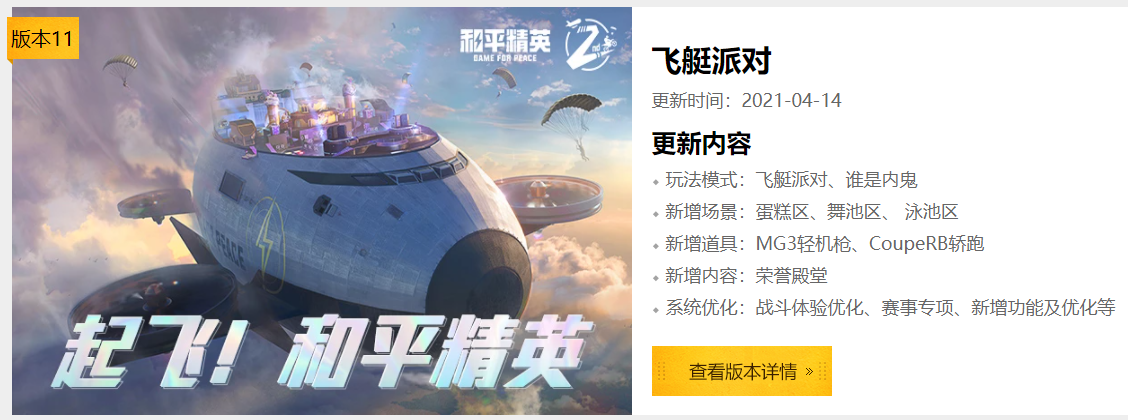 版本11
和平精英
GAME FOR PEACE
2nd
PEACE
起飞！和平精英
飞艇派对
更新时间：2021-04-14
更新内容
玩法模式：飞艇派对、谁是内鬼
新增场景：蛋糕区、舞池区、 泳池区
新增道具：MG3轻机枪、CoupeRB轿跑
新增内容：荣誉殿堂
系统优化：战斗体验优化、赛事专项、新增功能及优化等
查看版本详情 »